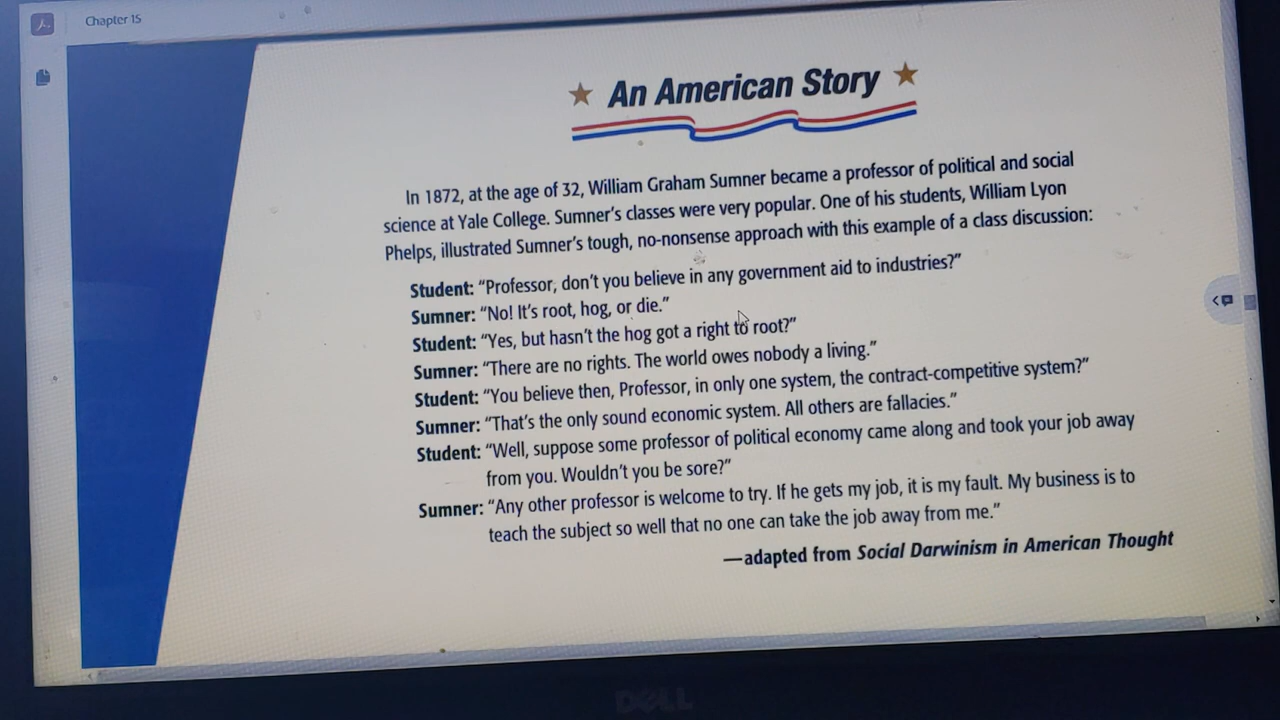 Chapter 15
An American Story
In 1872, at the age of 32, William Graham Sumner became a professor of political and social
science at Yale College. Sumner's classes were very popular. One of his students, William Lyon
Phelps, illustrated Sumner's tough, no-nonsense approach with this example of a class discussion:
Student: "Professor, don't you believe in any government aid to industries?"
Sumner: "No! It's root, hog, or die."
Student: "Yes, but hasn't the hog got a right to root?"
Sumner: "There are no rights. The world owes nobody a living."
Student: "You believe then, Professor, in only one system, the contract-competitive system?"
Sumner: "That's the only sound economic system. All others are fallacies."
Student: "Well, suppose some professor of political economy came along and took your job away
from you. Wouldn't you be sore?"
Sumner: "Any other professor is welcome to try. If he gets my job, it is my fault. My business is to
teach the subject so well that no one can take the job away from me."
—adapted from Social Darwinism in American Thought
DELL